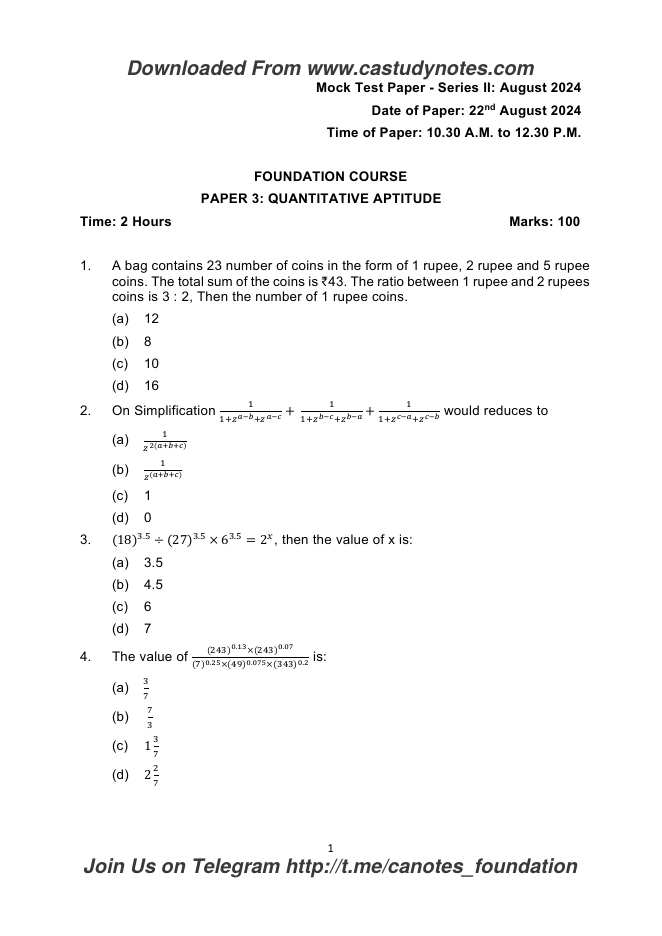 Downloaded From www.castudynotes.com
Mock Test Paper - Series II: August 2024
Date of Paper: 22nd August 2024
Time of Paper: 10.30 A.M. to 12.30 P.M.
FOUNDATION COURSE
PAPER 3: QUANTITATIVE APTITUDE
Time: 2 Hours Marks: 100
1. A bag contains 23 number of coins in the form of 1 rupee, 2 rupee and 5 rupee
coins. The total sum of the coins is ₹43. The ratio between 1 rupee and 2 rupees
coins is 3 : 2, Then the number of 1 rupee coins.
(a) 12
(b) 8
(c) 10
(d) 16
2. On Simplification 1/(1+z^(a−b)+z^(a−c)) + 1/(1+z^(b−c)+z^(b−a)) + 1/(1+z^(c−a)+z^(c−b)) would reduces to
(a) 1/z^(2(a+b+c))
(b) 1/z^((a+b+c))
(c) 1
(d) 0
3. (18)^3.5 ÷ (27)^3.5 × 6^3.5 = 2^x, then the value of x is:
(a) 3.5
(b) 4.5
(c) 6
(d) 7
4. The value of ((243)^0.13×(243)^0.07)/((7)^0.25×(49)^0.075×(343)^0.2) is:
(a) 3/7
(b) 7/3
(c) 1 3/7
(d) 2 2/7
1
Join Us on Telegram http://t.me/canotes_foundation